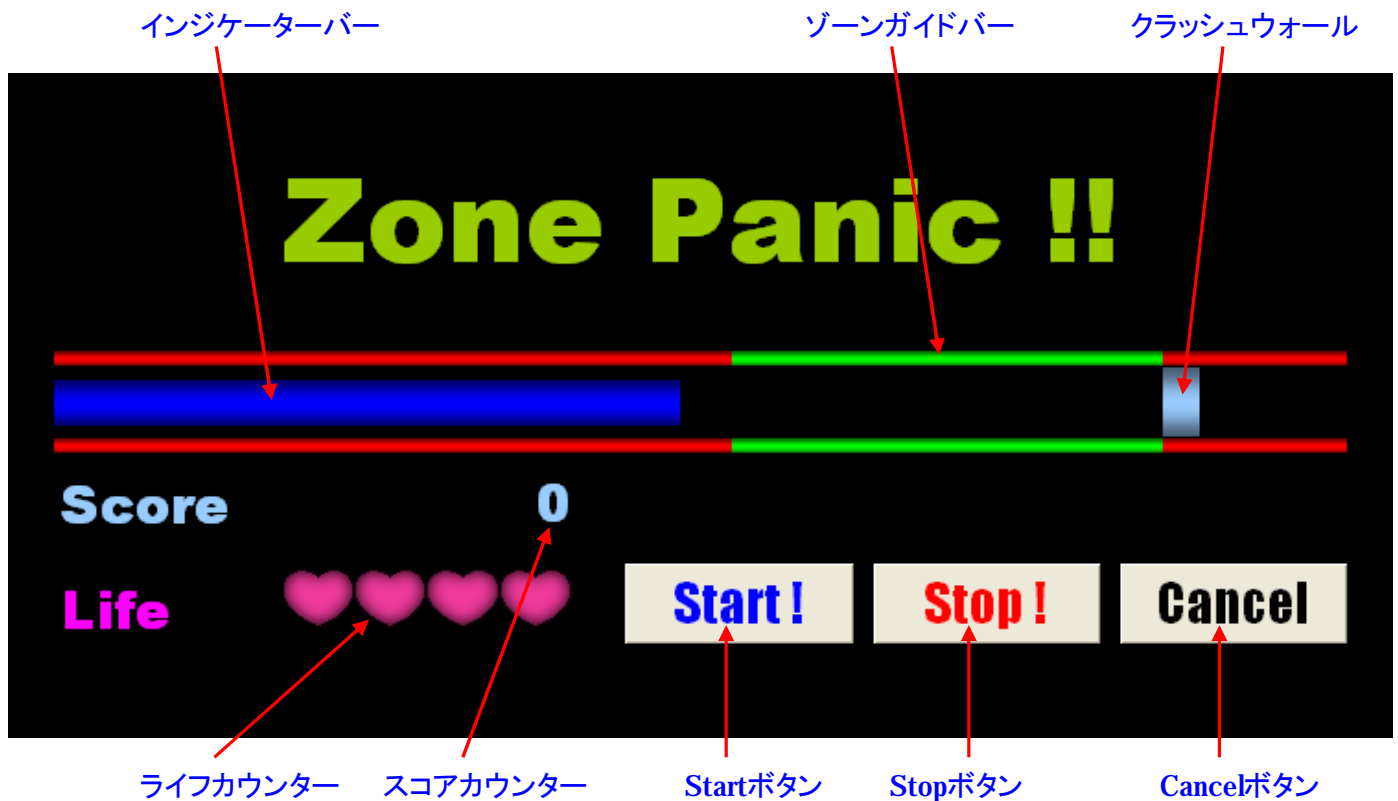 インジケーターバー
ゾーンガイドバー
クラッシュウォール
Zone Panic !!
Score
0
Life
Start !
Stop !
Cancel
ライフカウンター
スコアカウンター
Startボタン
Stopボタン
Cancelボタン